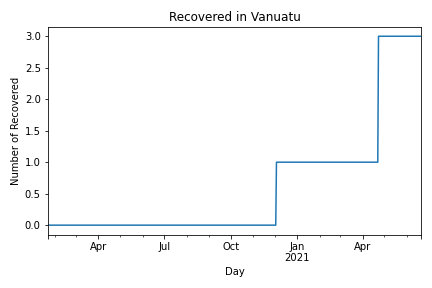 Recovered in Vanuatu
Number of Recovered
3.0
2.5
2.0
1.5
1.0
0.5
0.0
Apr Jul Oct Jan Apr
2021
Day